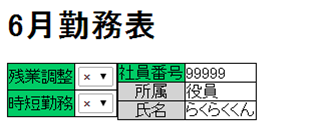 6月勤務表
残業調整 × 社員番号 99999
時短勤務 × 所属 役員
氏名 らくらくくん